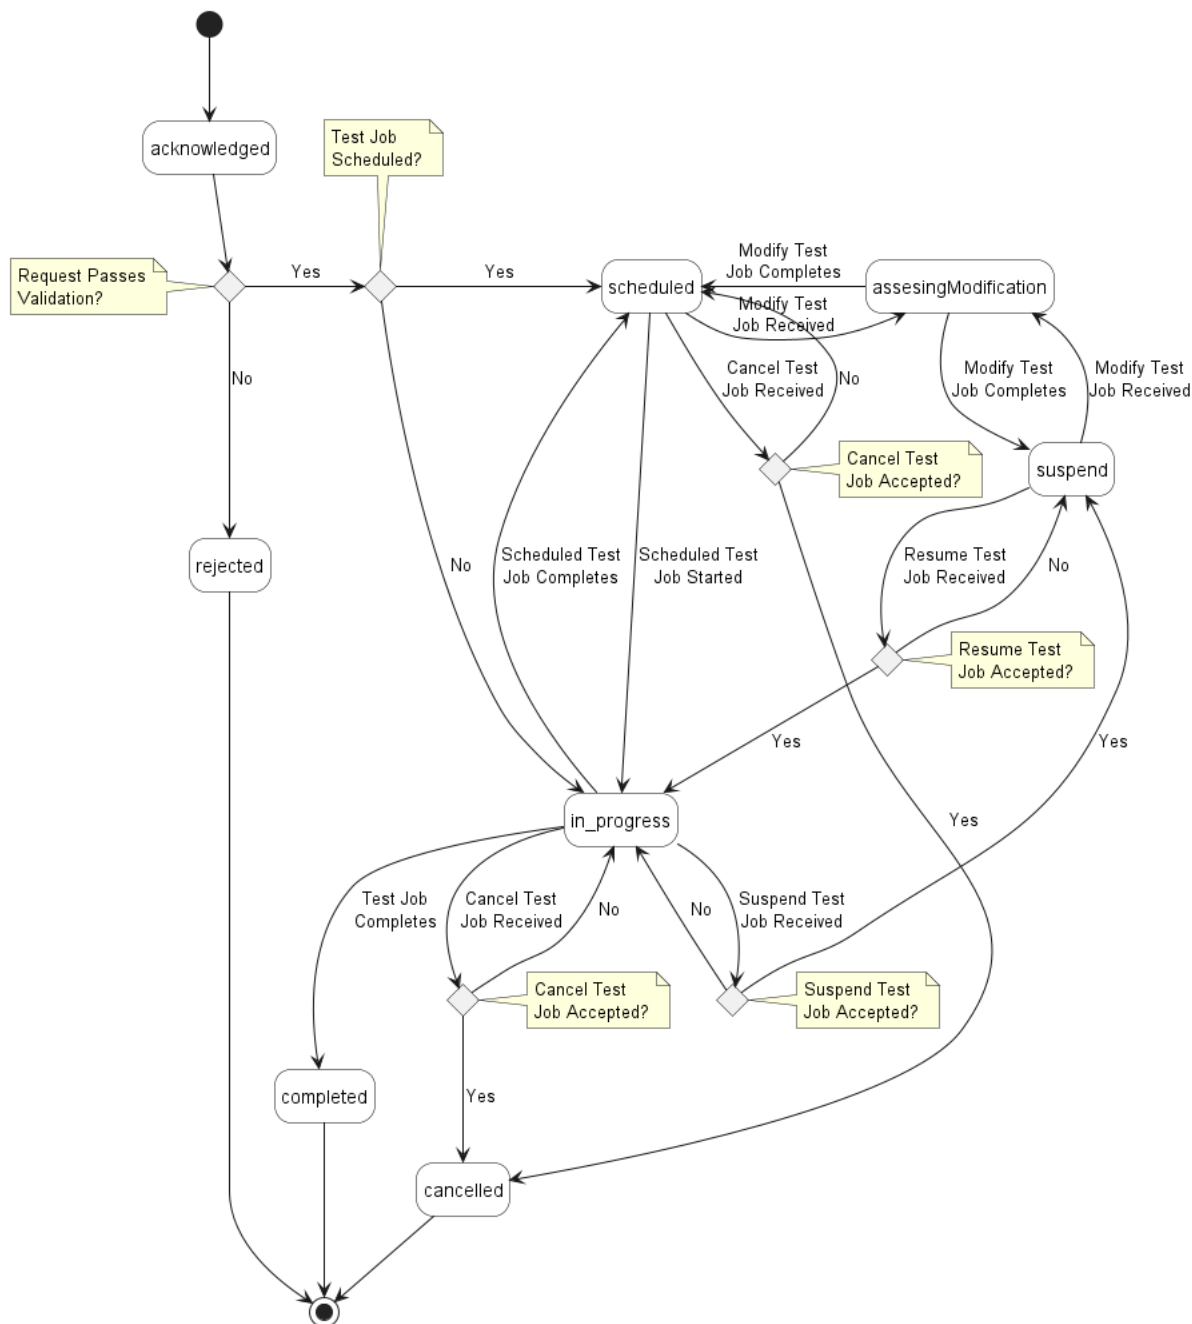 acknowledged
Test Job
Scheduled?
Request Passes
Validation?
Yes
Yes
scheduled
Modify Test
Job Completes
assesingModification
Modify Test
Job Received
No
Cancel Test
Job Received
No
Modify Test
Job Completes
Modify Test
Job Received
Cancel Test
Job Accepted?
suspend
rejected
No
Scheduled Test
Job Completes
Scheduled Test
Job Started
Resume Test
Job Received
No
Resume Test
Job Accepted?
Yes
Yes
in_progress
Yes
Test Job
Completes
Cancel Test
Job Received
No
No
Suspend Test
Job Received
Cancel Test
Job Accepted?
Suspend Test
Job Accepted?
completed
Yes
cancelled